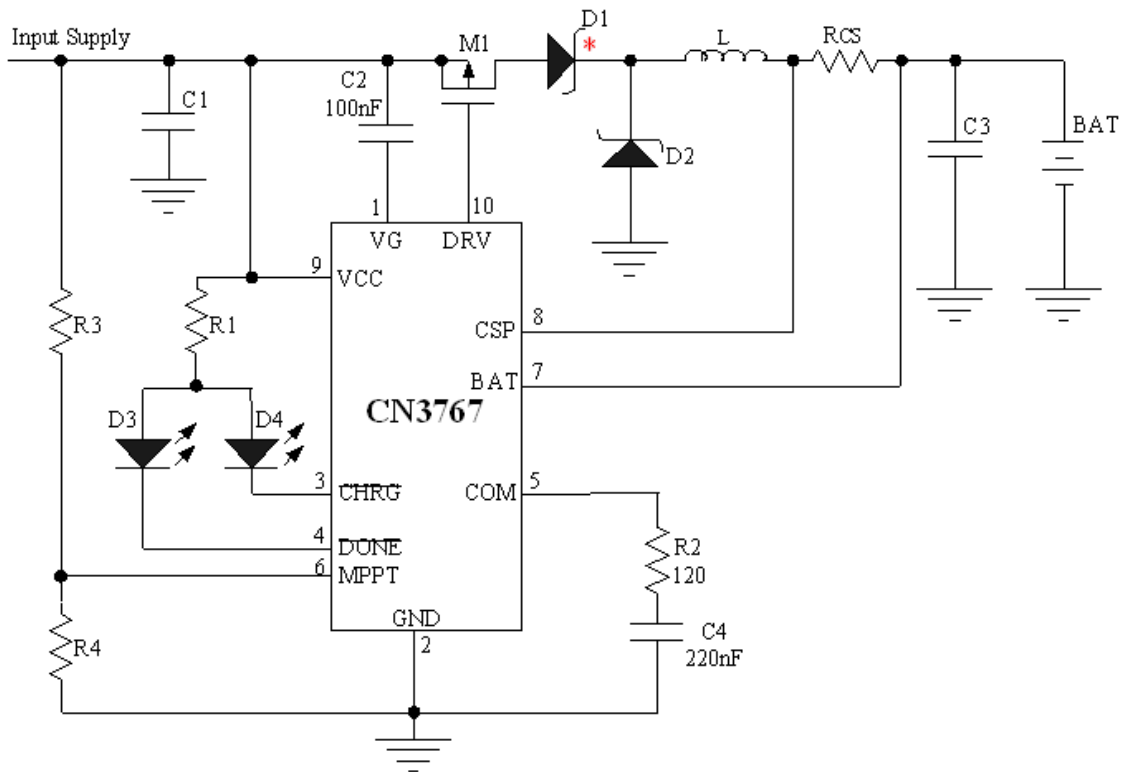 Input Supply
D1
*
M1
L
RCS
C2
100nF
C1
C3
BAT
D2
1
10
VG
DRV
9
VCC
R3
R1
8
CSP
7
BAT
CN3767
D3
D4
3
CHRG
COM
5
4
DONE
6
MPPT
R2
120
GND
2
R4
C4
220nF